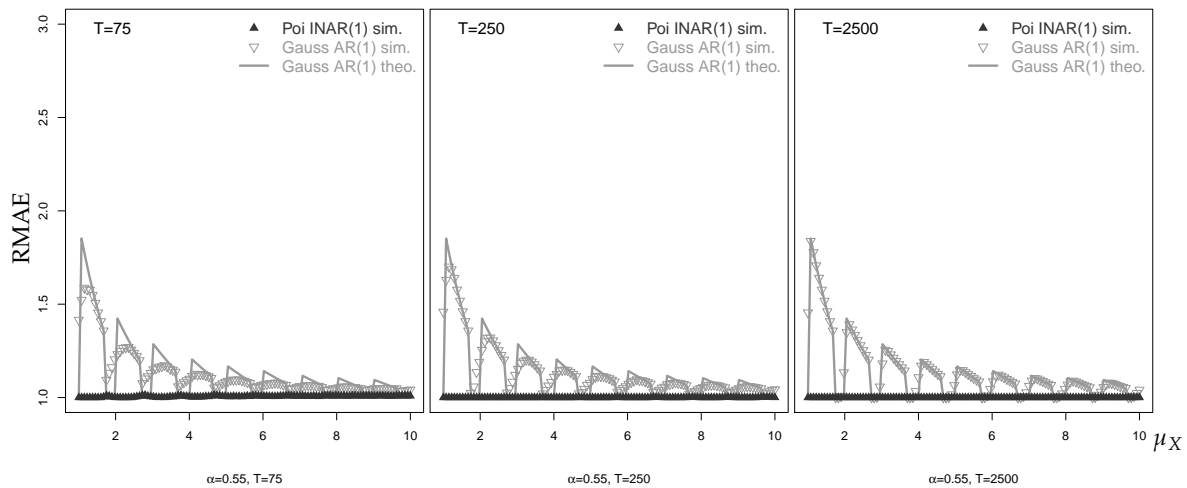 T=75
Poi INAR(1) sim.
Gauss AR(1) sim.
Gauss AR(1) theo.
T=250
Poi INAR(1) sim.
Gauss AR(1) sim.
Gauss AR(1) theo.
T=2500
Poi INAR(1) sim.
Gauss AR(1) sim.
Gauss AR(1) theo.
RMAE
3.0
2.5
2.0
1.5
1.0
2 4 6 8 10
2 4 6 8 10
2 4 6 8 10
μX
α=0.55, T=75
α=0.55, T=250
α=0.55, T=2500